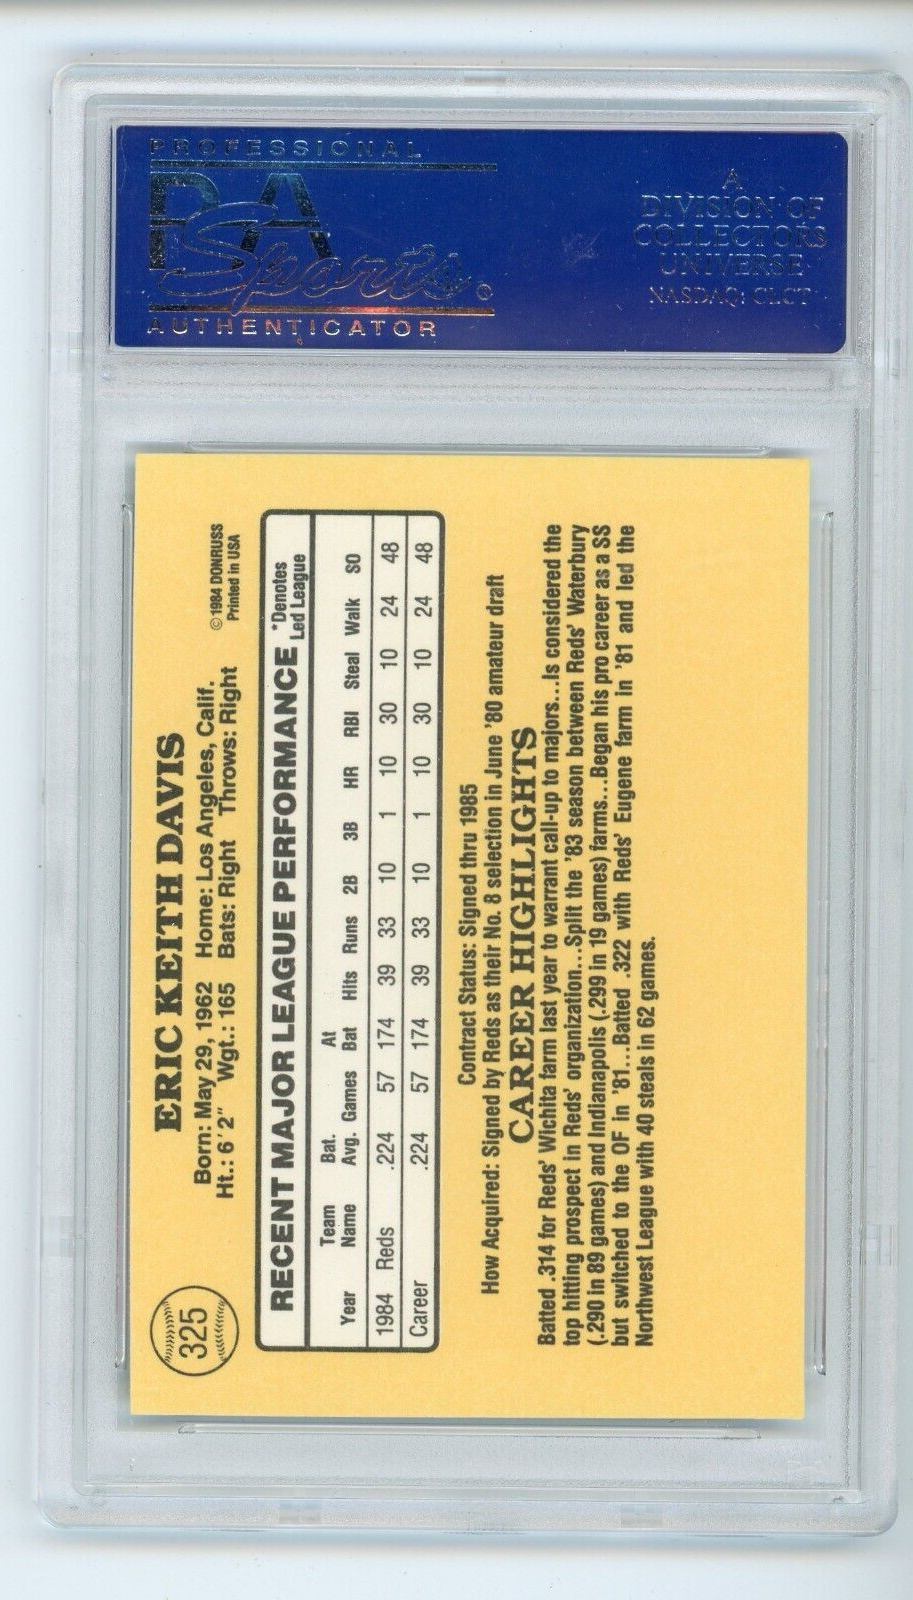 PROFESSIONAL
PSA
Sports®
AUTHENTICATOR
A
DIVISION OF
COLLECTORS
UNIVERSE
NASDAQ: CLCT
325
ERIC KEITH DAVIS
©1984 DONRUSS
Printed in USA
Born: May 29, 1962 Home: Los Angeles, Calif.
Ht.: 6'2" Wgt.: 165 Bats: Right Throws: Right
RECENT MAJOR LEAGUE PERFORMANCE *Denotes Led League
Year Team Name Bat. Avg. Games At Bat Hits Runs 2B 3B HR RBI Steal Walk SO
1984 Reds .224 57 174 39 33 10 1 10 30 10 24 48
Career .224 57 174 39 33 10 1 10 30 10 24 48
Contract Status: Signed thru 1985
How Acquired: Signed by Reds as their No. 8 selection in June '80 amateur draft
CAREER HIGHLIGHTS
Batted .314 for Reds' Wichita farm last year to warrant call-up to majors...Is considered the
top hitting prospect in Reds' organization...Split the '83 season between Reds' Waterbury
(.290 in 89 games) and Indianapolis (.299 in 19 games) farms...Began his pro career as a SS
but switched to the OF in '81...Batted .322 with Reds' Eugene farm in '81 and led the
Northwest League with 40 steals in 62 games.